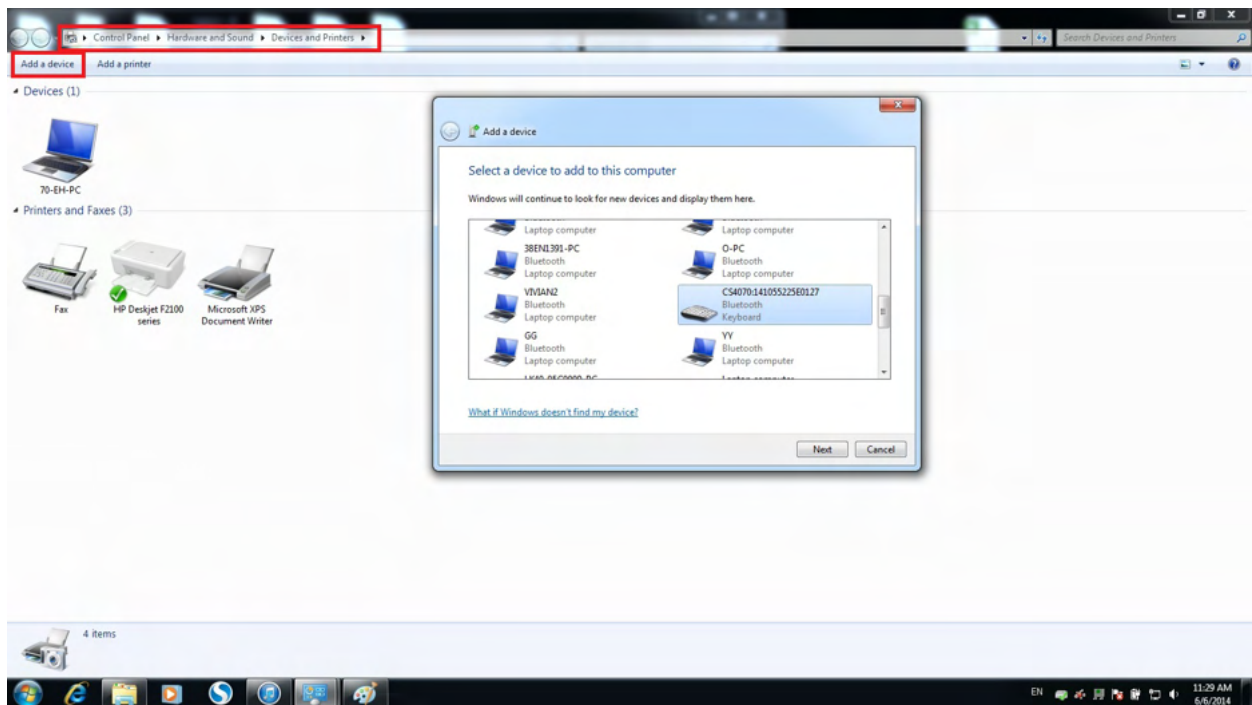 Control Panel ▸ Hardware and Sound ▸ Devices and Printers ▸
Search Devices and Printers
Add a device
Add a printer
Devices (1)
70-EH-PC
Printers and Faxes (3)
Fax
HP Deskjet F2100
series
Microsoft XPS
Document Writer
Add a device
Select a device to add to this computer
Windows will continue to look for new devices and display them here.
Laptop computer
Laptop computer
38EN1391-PC
Bluetooth
Laptop computer
O-PC
Bluetooth
Laptop computer
VIVIAN2
Bluetooth
Laptop computer
CS4070:141055225E0127
Bluetooth
Keyboard
GG
Bluetooth
Laptop computer
YY
Bluetooth
Laptop computer
What if Windows doesn't find my device?
Next
Cancel
4 items
EN
11:29 AM
6/6/2014